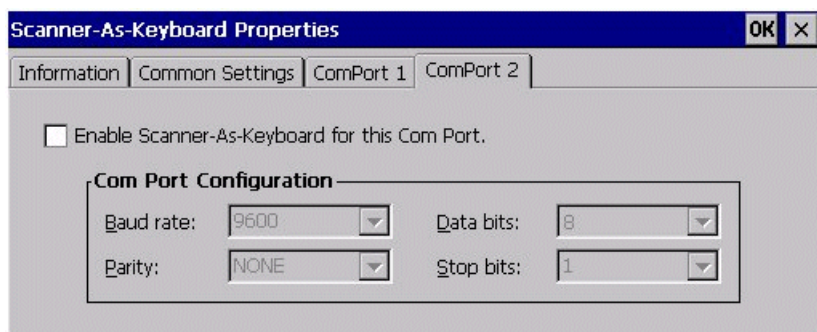 Scanner-As-Keyboard Properties OK ×
Information Common Settings ComPort 1 ComPort 2
Enable Scanner-As-Keyboard for this Com Port.
Com Port Configuration
Baud rate: 9600 Data bits: 8
Parity: NONE Stop bits: 1